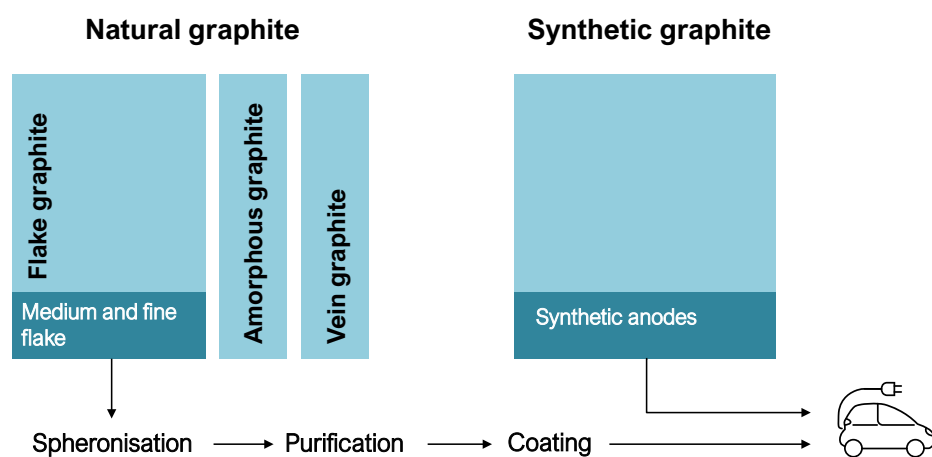 Natural graphite
Synthetic graphite
Flake graphite
Medium and fine
flake
Amorphous graphite
Vein graphite
Synthetic anodes
Spheronisation
Purification
Coating